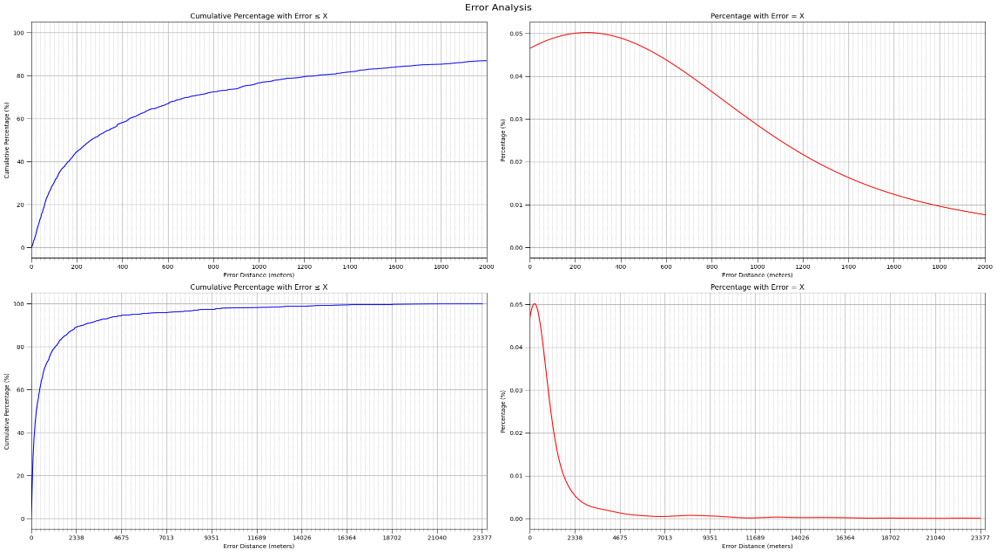 Error Analysis
Cumulative Percentage with Error ≤ X
Cumulative Percentage (%)
100
80
60
40
20
0
0 200 400 600 800 1000 1200 1400 1600 1800 2000
Error Distance (meters)
Percentage with Error = X
Percentage (%)
0.05
0.04
0.03
0.02
0.01
0.00
0 200 400 600 800 1000 1200 1400 1600 1800 2000
Error Distance (meters)
Cumulative Percentage with Error ≤ X
Cumulative Percentage (%)
100
80
60
40
20
0
0 2338 4675 7013 9351 11689 14026 16364 18702 21040 23377
Error Distance (meters)
Percentage with Error = X
Percentage (%)
0.05
0.04
0.03
0.02
0.01
0.00
0 2338 4675 7013 9351 11689 14026 16364 18702 21040 23377
Error Distance (meters)